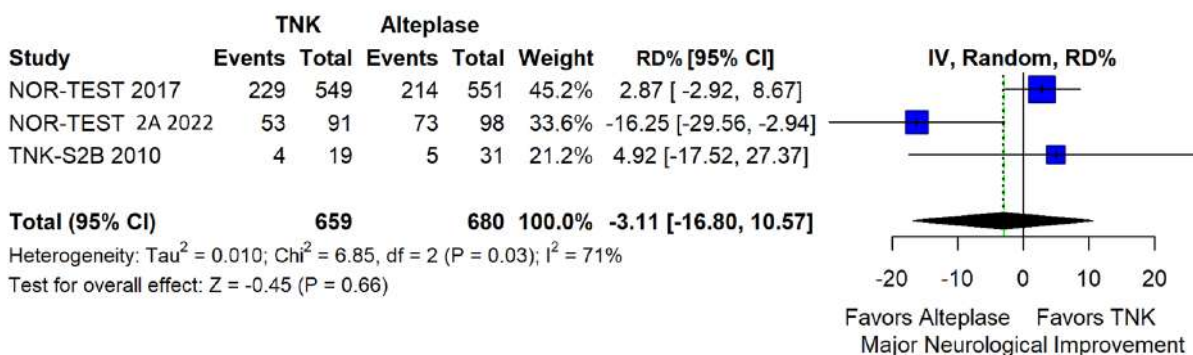 TNK Alteplase
Study Events Total Events Total Weight RD% [95% CI] IV, Random, RD%
NOR-TEST 2017 229 549 214 551 45.2% 2.87 [ -2.92, 8.67]
NOR-TEST 2A 2022 53 91 73 98 33.6% -16.25 [-29.56, -2.94]
TNK-S2B 2010 4 19 5 31 21.2% 4.92 [-17.52, 27.37]
Total (95% CI) 659 680 100.0% -3.11 [-16.80, 10.57]
Heterogeneity: Tau² = 0.010; Chi² = 6.85, df = 2 (P = 0.03); I² = 71%
Test for overall effect: Z = -0.45 (P = 0.66)
-20 -10 0 10 20
Favors Alteplase Favors TNK
Major Neurological Improvement